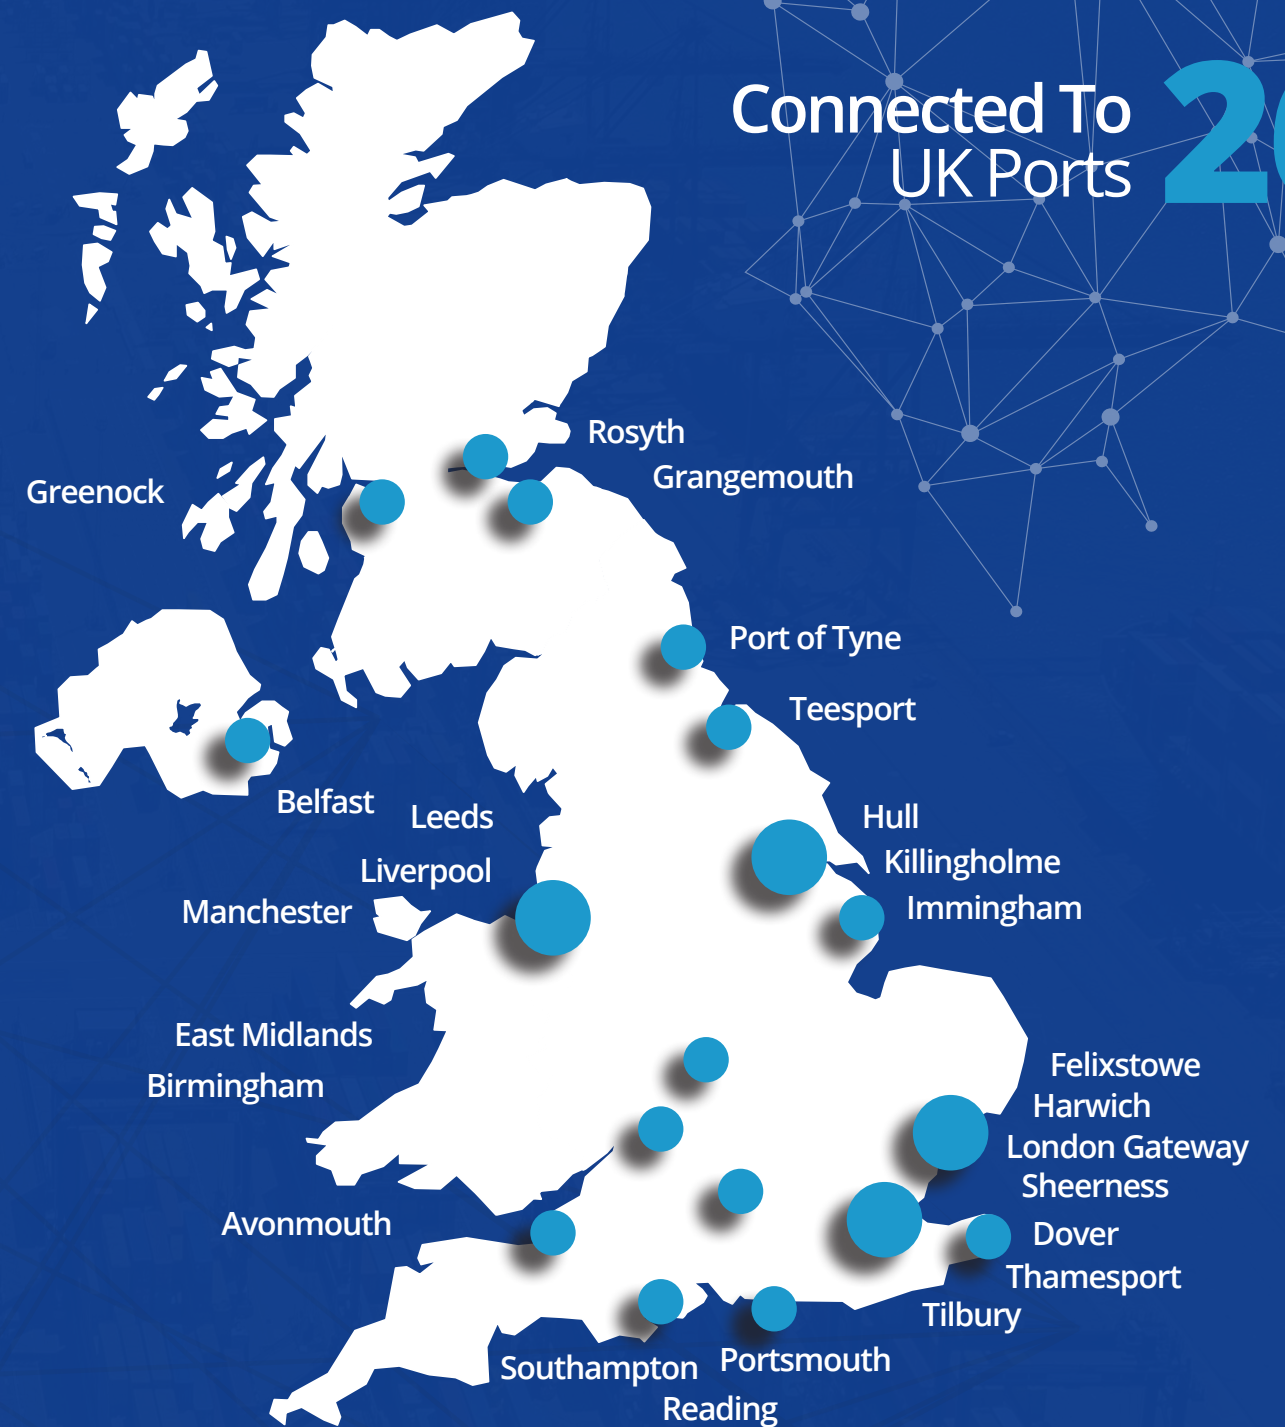 Connected To
UK Ports
2
Rosyth
Grangemouth
Greenock
Port of Tyne
Teesport
Belfast
Leeds
Hull
Liverpool
Killingholme
Manchester
Immingham
East Midlands
Birmingham
Felixstowe
Harwich
London Gateway
Sheerness
Avonmouth
Dover
Thamesport
Tilbury
Southampton
Portsmouth
Reading